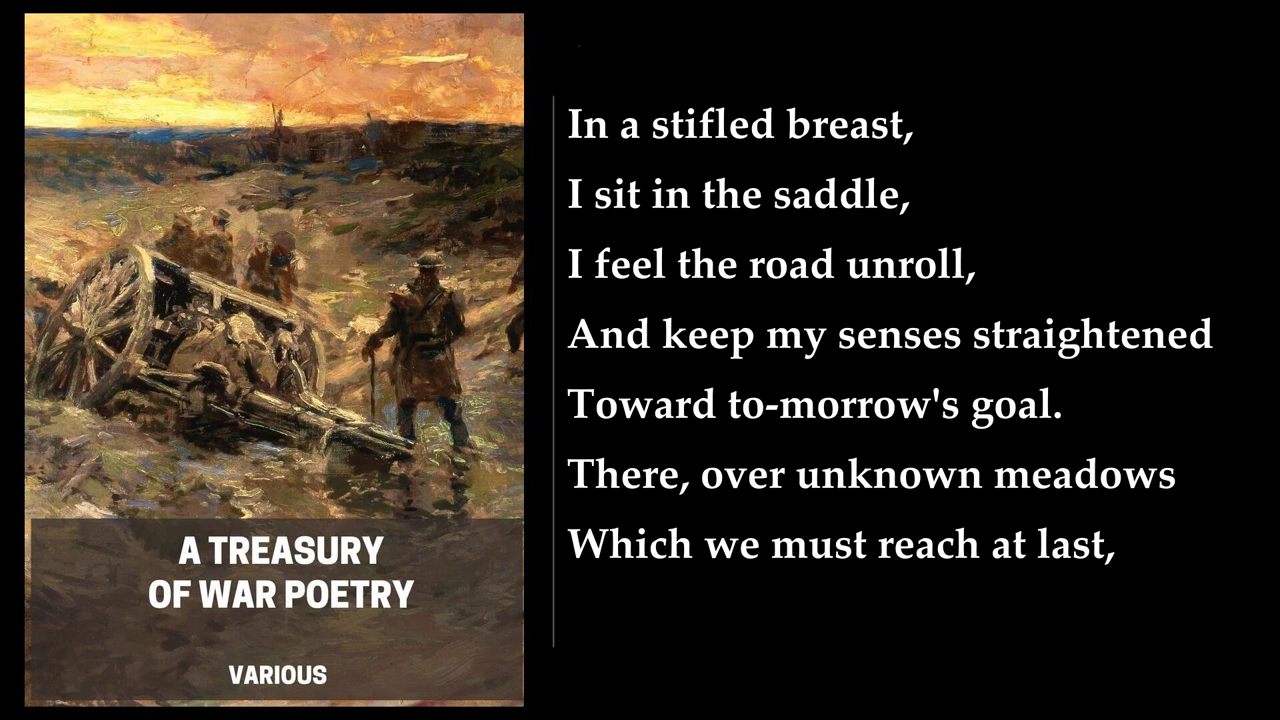 A TREASURY
OF WAR POETRY
VARIOUS
In a stifled breast,
I sit in the saddle,
I feel the road unroll,
And keep my senses straightened
Toward to-morrow's goal.
There, over unknown meadows
Which we must reach at last,